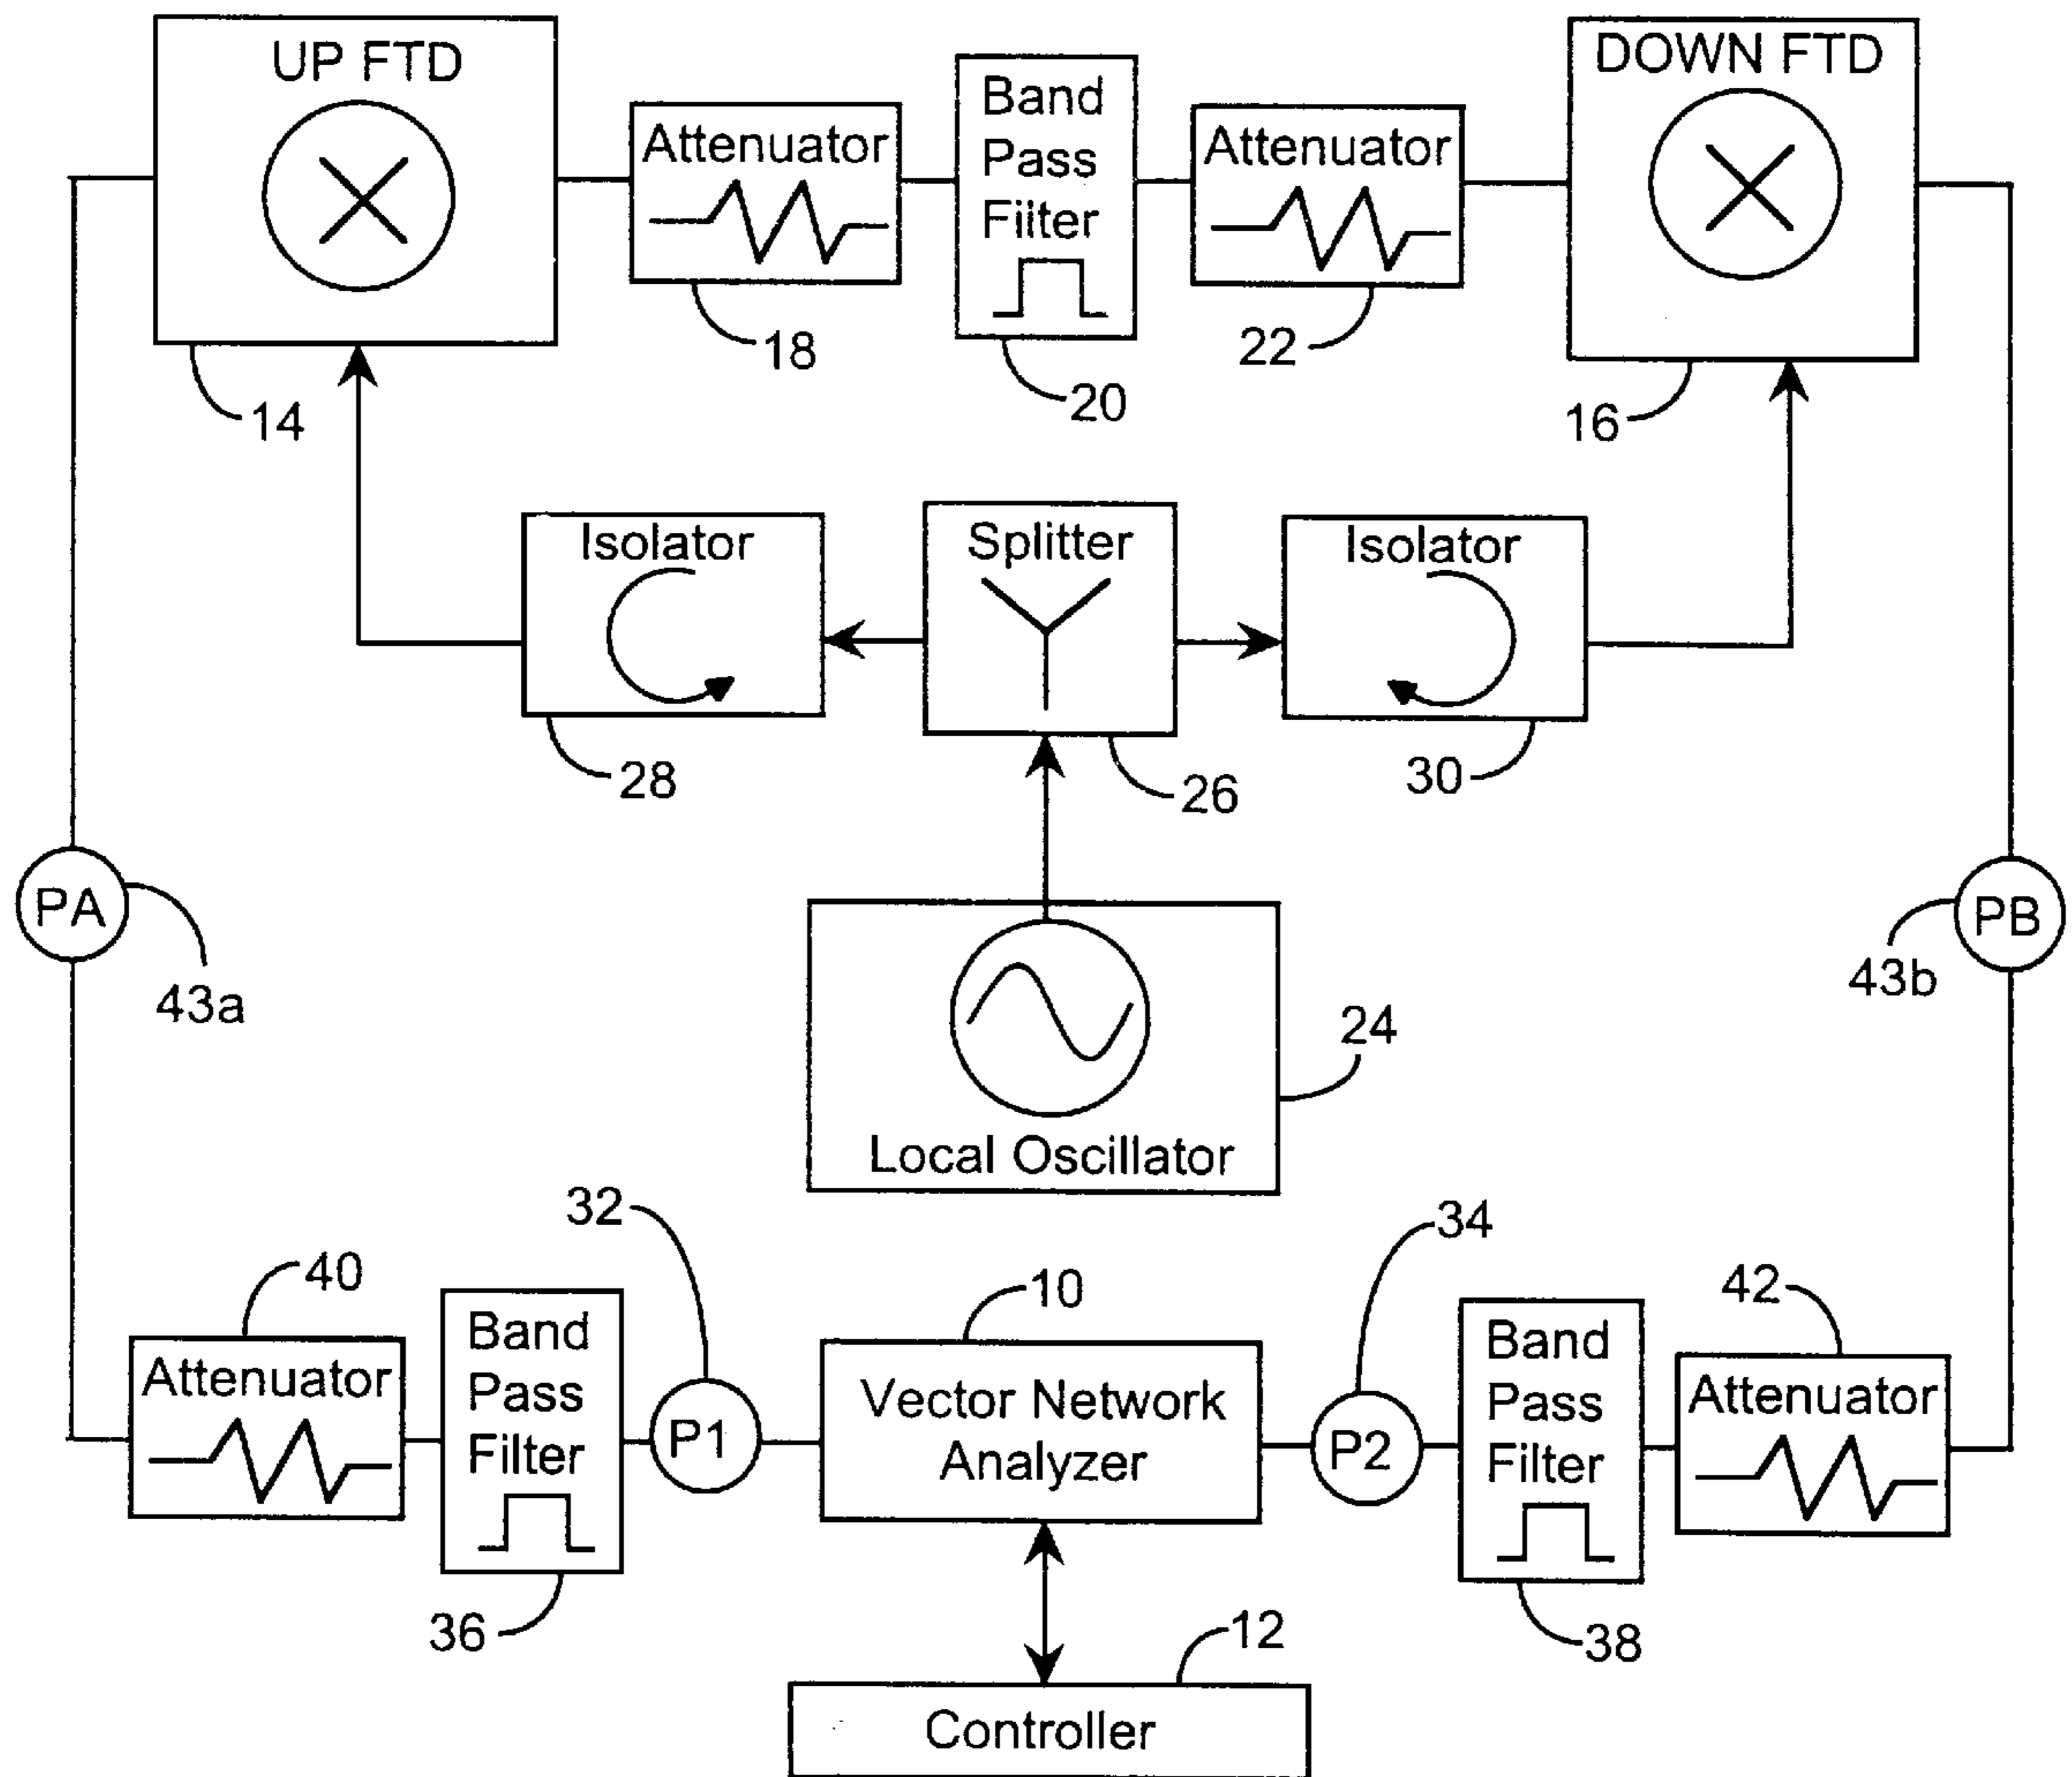 UP FTD
DOWN FTD
Attenuator
Band
Pass
Fiiter
Attenuator
14
18
20
22
16
Isolator
Splitter
Isolator
28
26
30
PA
43a
PB
43b
24
Local Oscillator
32
34
40
10
42
Attenuator
Band
Pass
Filter
P1
Vector Network
Analyzer
P2
Band
Pass
Filter
Attenuator
36
38
12
Controller